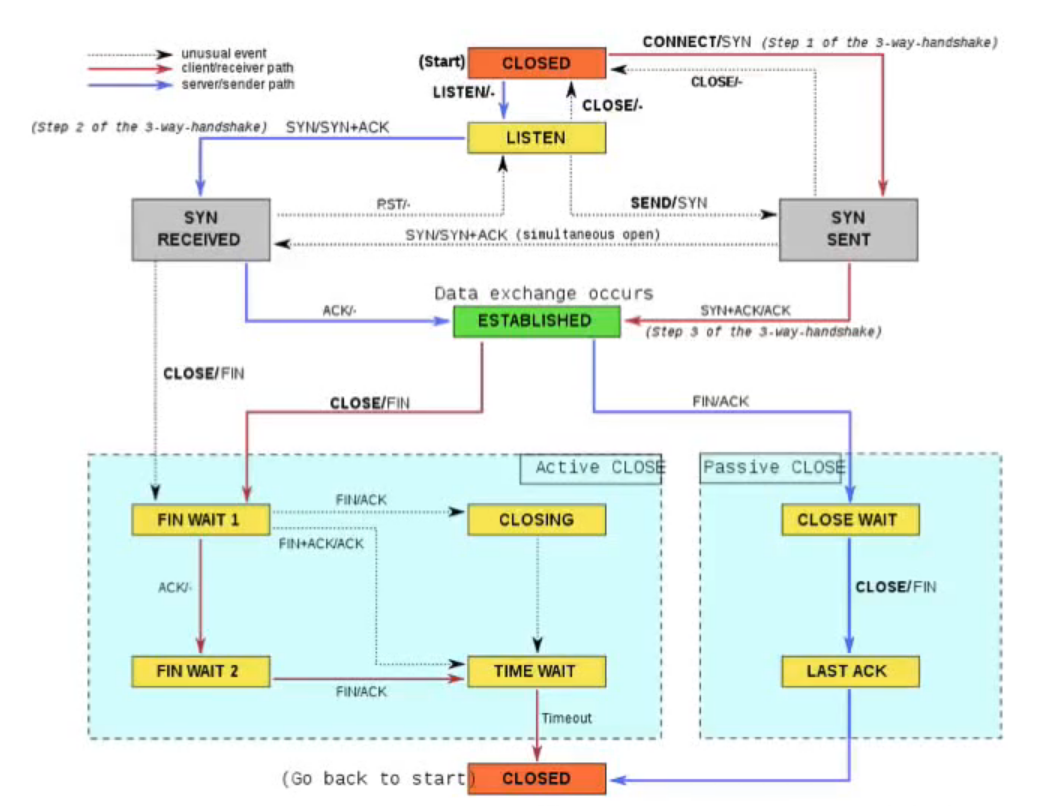 unusual event
client/receiver path
server/sender path
(Start)
CLOSED
CONNECT/SYN (Step 1 of the 3-way-handshake)
CLOSE/-
LISTEN/-
CLOSE/-
(Step 2 of the 3-way-handshake) SYN/SYN+ACK
LISTEN
RST/-
SEND/SYN
SYN
RECEIVED
SYN
SENT
SYN/SYN+ACK (simultaneous open)
Data exchange occurs
ACK/-
ESTABLISHED
SYN+ACK/ACK
(Step 3 of the 3-way-handshake)
CLOSE/FIN
CLOSE/FIN
FIN/ACK
Active CLOSE
Passive CLOSE
FIN WAIT 1
FIN/ACK
CLOSING
CLOSE WAIT
FIN+ACK/ACK
ACK/-
CLOSE/FIN
FIN WAIT 2
FIN/ACK
TIME WAIT
LAST ACK
Timeout
(Go back to start)
CLOSED